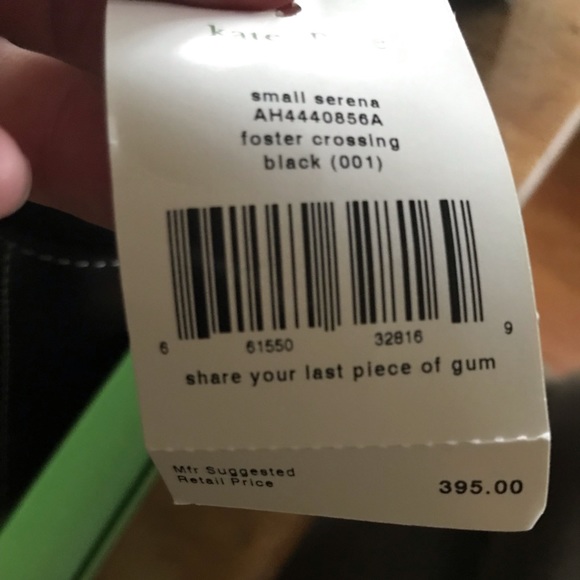 kate
small serena
AH4440856A
foster crossing
black (001)
6 61550 32816 9
share your last piece of gum
Mfr Suggested
Retail Price
395.00